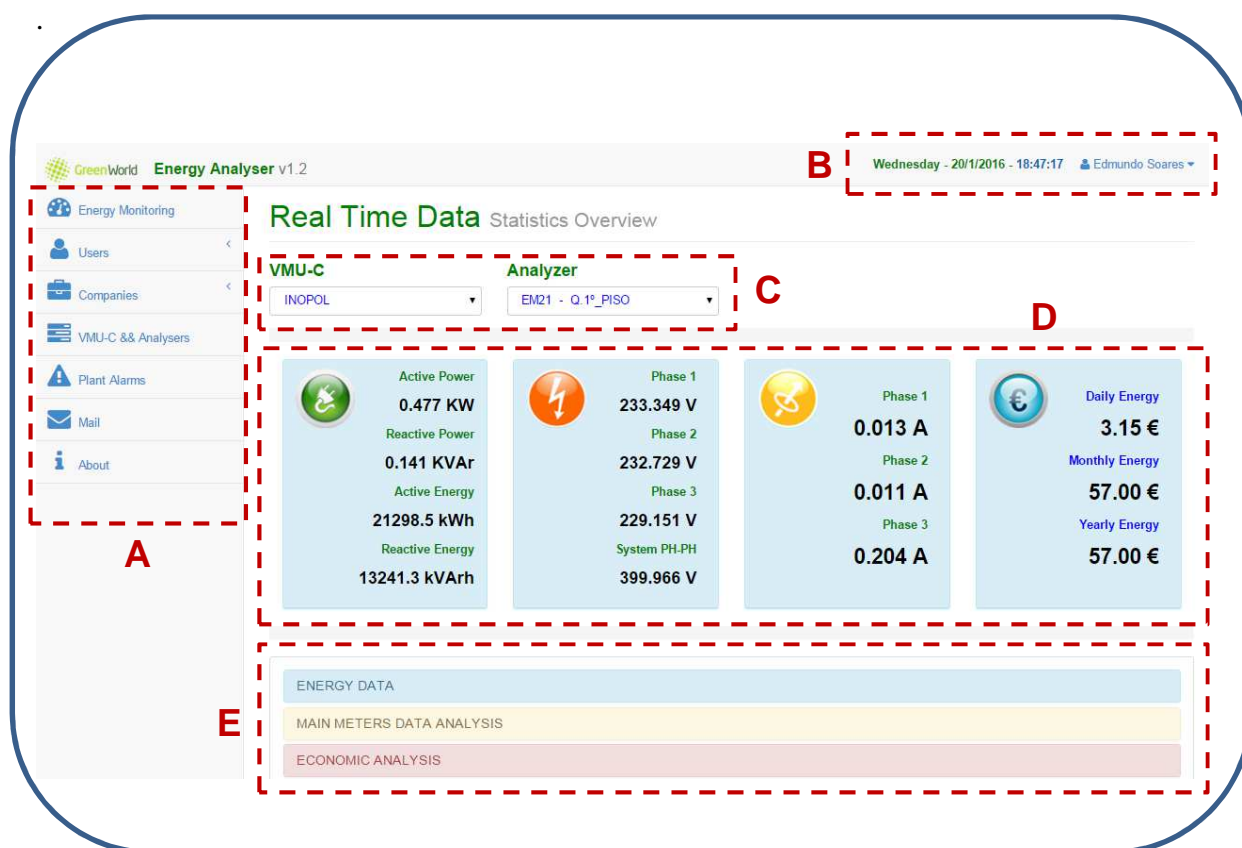 .
GreenWorld Energy Analyser v1.2
B
Wednesday - 20/1/2016 - 18:47:17 Edmundo Soares
Energy Monitoring
Users
Companies
VMU-C && Analysers
Plant Alarms
Mail
About
A
Real Time Data Statistics Overview
VMU-C Analyzer
INOPOL EM21 - Q.1º_PISO
C
D
Active Power
0.477 KW
Reactive Power
0.141 KVAr
Active Energy
21298.5 kWh
Reactive Energy
13241.3 kVArh
Phase 1
233.349 V
Phase 2
232.729 V
Phase 3
229.151 V
System PH-PH
399.966 V
Phase 1
0.013 A
Phase 2
0.011 A
Phase 3
0.204 A
€
Daily Energy
3.15 €
Monthly Energy
57.00 €
Yearly Energy
57.00 €
E
ENERGY DATA
MAIN METERS DATA ANALYSIS
ECONOMIC ANALYSIS